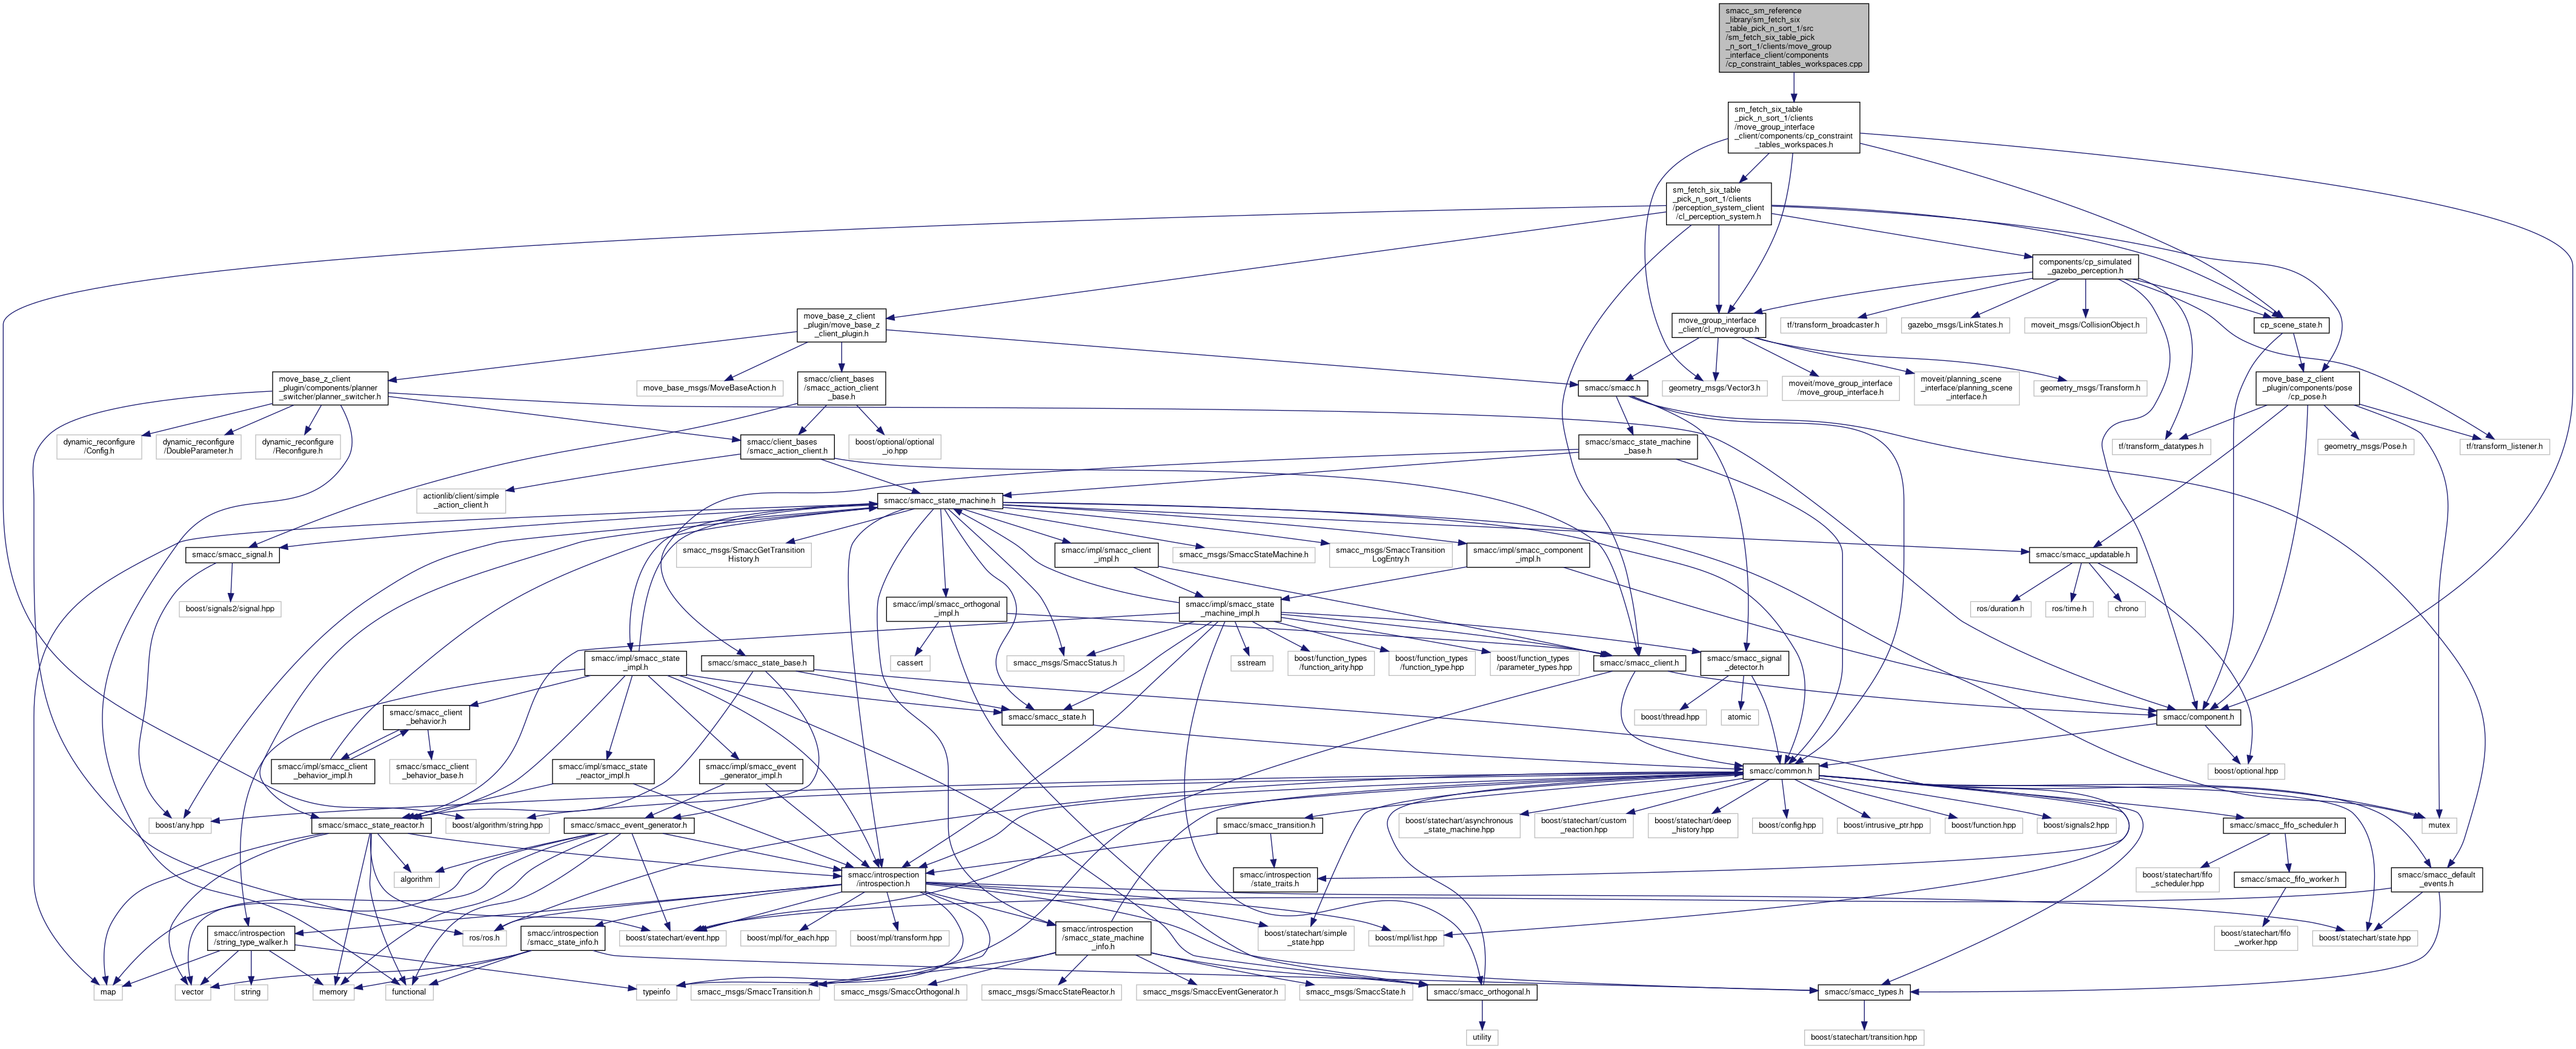 smacc_sm_reference
_library/sm_fetch_six
_table_pick_n_sort_1/src
/sm_fetch_six_table_pick
_n_sort_1/clients/move_group
_interface_client/components
/cp_constraint_tables_workspaces.cpp
sm_fetch_six_table
_pick_n_sort_1/clients
/move_group_interface
_client/components/cp_constraint
_tables_workspaces.h
sm_fetch_six_table
_pick_n_sort_1/clients
/perception_system_client
/cl_perception_system.h
components/cp_simulated
_gazebo_perception.h
move_base_z_client
_plugin/move_base_z
_client_plugin.h
move_group_interface
_client/cl_movegroup.h
tf/transform_broadcaster.h
gazebo_msgs/LinkStates.h
moveit_msgs/CollisionObject.h
cp_scene_state.h
move_base_z_client
_plugin/components/planner
_switcher/planner_switcher.h
move_base_msgs/MoveBaseAction.h
smacc/client_bases
/smacc_action_client
_base.h
smacc/smacc.h
geometry_msgs/Vector3.h
moveit/move_group_interface
/move_group_interface.h
moveit/planning_scene
_interface/planning_scene
_interface.h
geometry_msgs/Transform.h
move_base_z_client
_plugin/components/pose
/cp_pose.h
dynamic_reconfigure
/Config.h
dynamic_reconfigure
/DoubleParameter.h
dynamic_reconfigure
/Reconfigure.h
smacc/client_bases
/smacc_action_client.h
boost/optional/optional
_io.hpp
smacc/smacc_state_machine
_base.h
tf/transform_datatypes.h
geometry_msgs/Pose.h
tf/transform_listener.h
actionlib/client/simple
_action_client.h
smacc/smacc_state_machine.h
smacc/smacc_signal.h
smacc_msgs/SmaccGetTransition
History.h
smacc/impl/smacc_client
_impl.h
smacc_msgs/SmaccStateMachine.h
smacc_msgs/SmaccTransition
LogEntry.h
smacc/impl/smacc_component
_impl.h
smacc/smacc_updatable.h
boost/signals2/signal.hpp
smacc/impl/smacc_orthogonal
_impl.h
smacc/impl/smacc_state
_machine_impl.h
ros/duration.h
ros/time.h
chrono
smacc/impl/smacc_state
_impl.h
smacc/smacc_state_base.h
cassert
smacc_msgs/SmaccStatus.h
sstream
boost/function_types
/function_arity.hpp
boost/function_types
/function_type.hpp
boost/function_types
/parameter_types.hpp
smacc/smacc_client.h
smacc/smacc_signal
_detector.h
smacc/smacc_client
_behavior.h
smacc/smacc_state.h
boost/thread.hpp
atomic
smacc/component.h
smacc/impl/smacc_client
_behavior_impl.h
smacc/smacc_client
_behavior_base.h
smacc/impl/smacc_state
_reactor_impl.h
smacc/impl/smacc_event
_generator_impl.h
smacc/common.h
boost/optional.hpp
boost/any.hpp
smacc/smacc_state_reactor.h
boost/algorithm/string.hpp
smacc/smacc_event_generator.h
smacc/smacc_transition.h
boost/statechart/asynchronous
_state_machine.hpp
boost/statechart/custom
_reaction.hpp
boost/statechart/deep
_history.hpp
boost/config.hpp
boost/intrusive_ptr.hpp
boost/function.hpp
boost/signals2.hpp
smacc/smacc_fifo_scheduler.h
mutex
algorithm
smacc/introspection
/introspection.h
smacc/introspection
/state_traits.h
boost/statechart/fifo
_scheduler.hpp
smacc/smacc_fifo_worker.h
smacc/smacc_default
_events.h
smacc/introspection
/string_type_walker.h
ros/ros.h
smacc/introspection
/smacc_state_info.h
boost/statechart/event.hpp
boost/mpl/for_each.hpp
boost/mpl/transform.hpp
smacc/introspection
/smacc_state_machine
_info.h
boost/statechart/simple
_state.hpp
boost/mpl/list.hpp
boost/statechart/fifo
_worker.hpp
boost/statechart/state.hpp
map
vector
string
memory
functional
typeinfo
smacc_msgs/SmaccTransition.h
smacc_msgs/SmaccOrthogonal.h
smacc_msgs/SmaccStateReactor.h
smacc_msgs/SmaccEventGenerator.h
smacc_msgs/SmaccState.h
smacc/smacc_orthogonal.h
smacc/smacc_types.h
utility
boost/statechart/transition.hpp